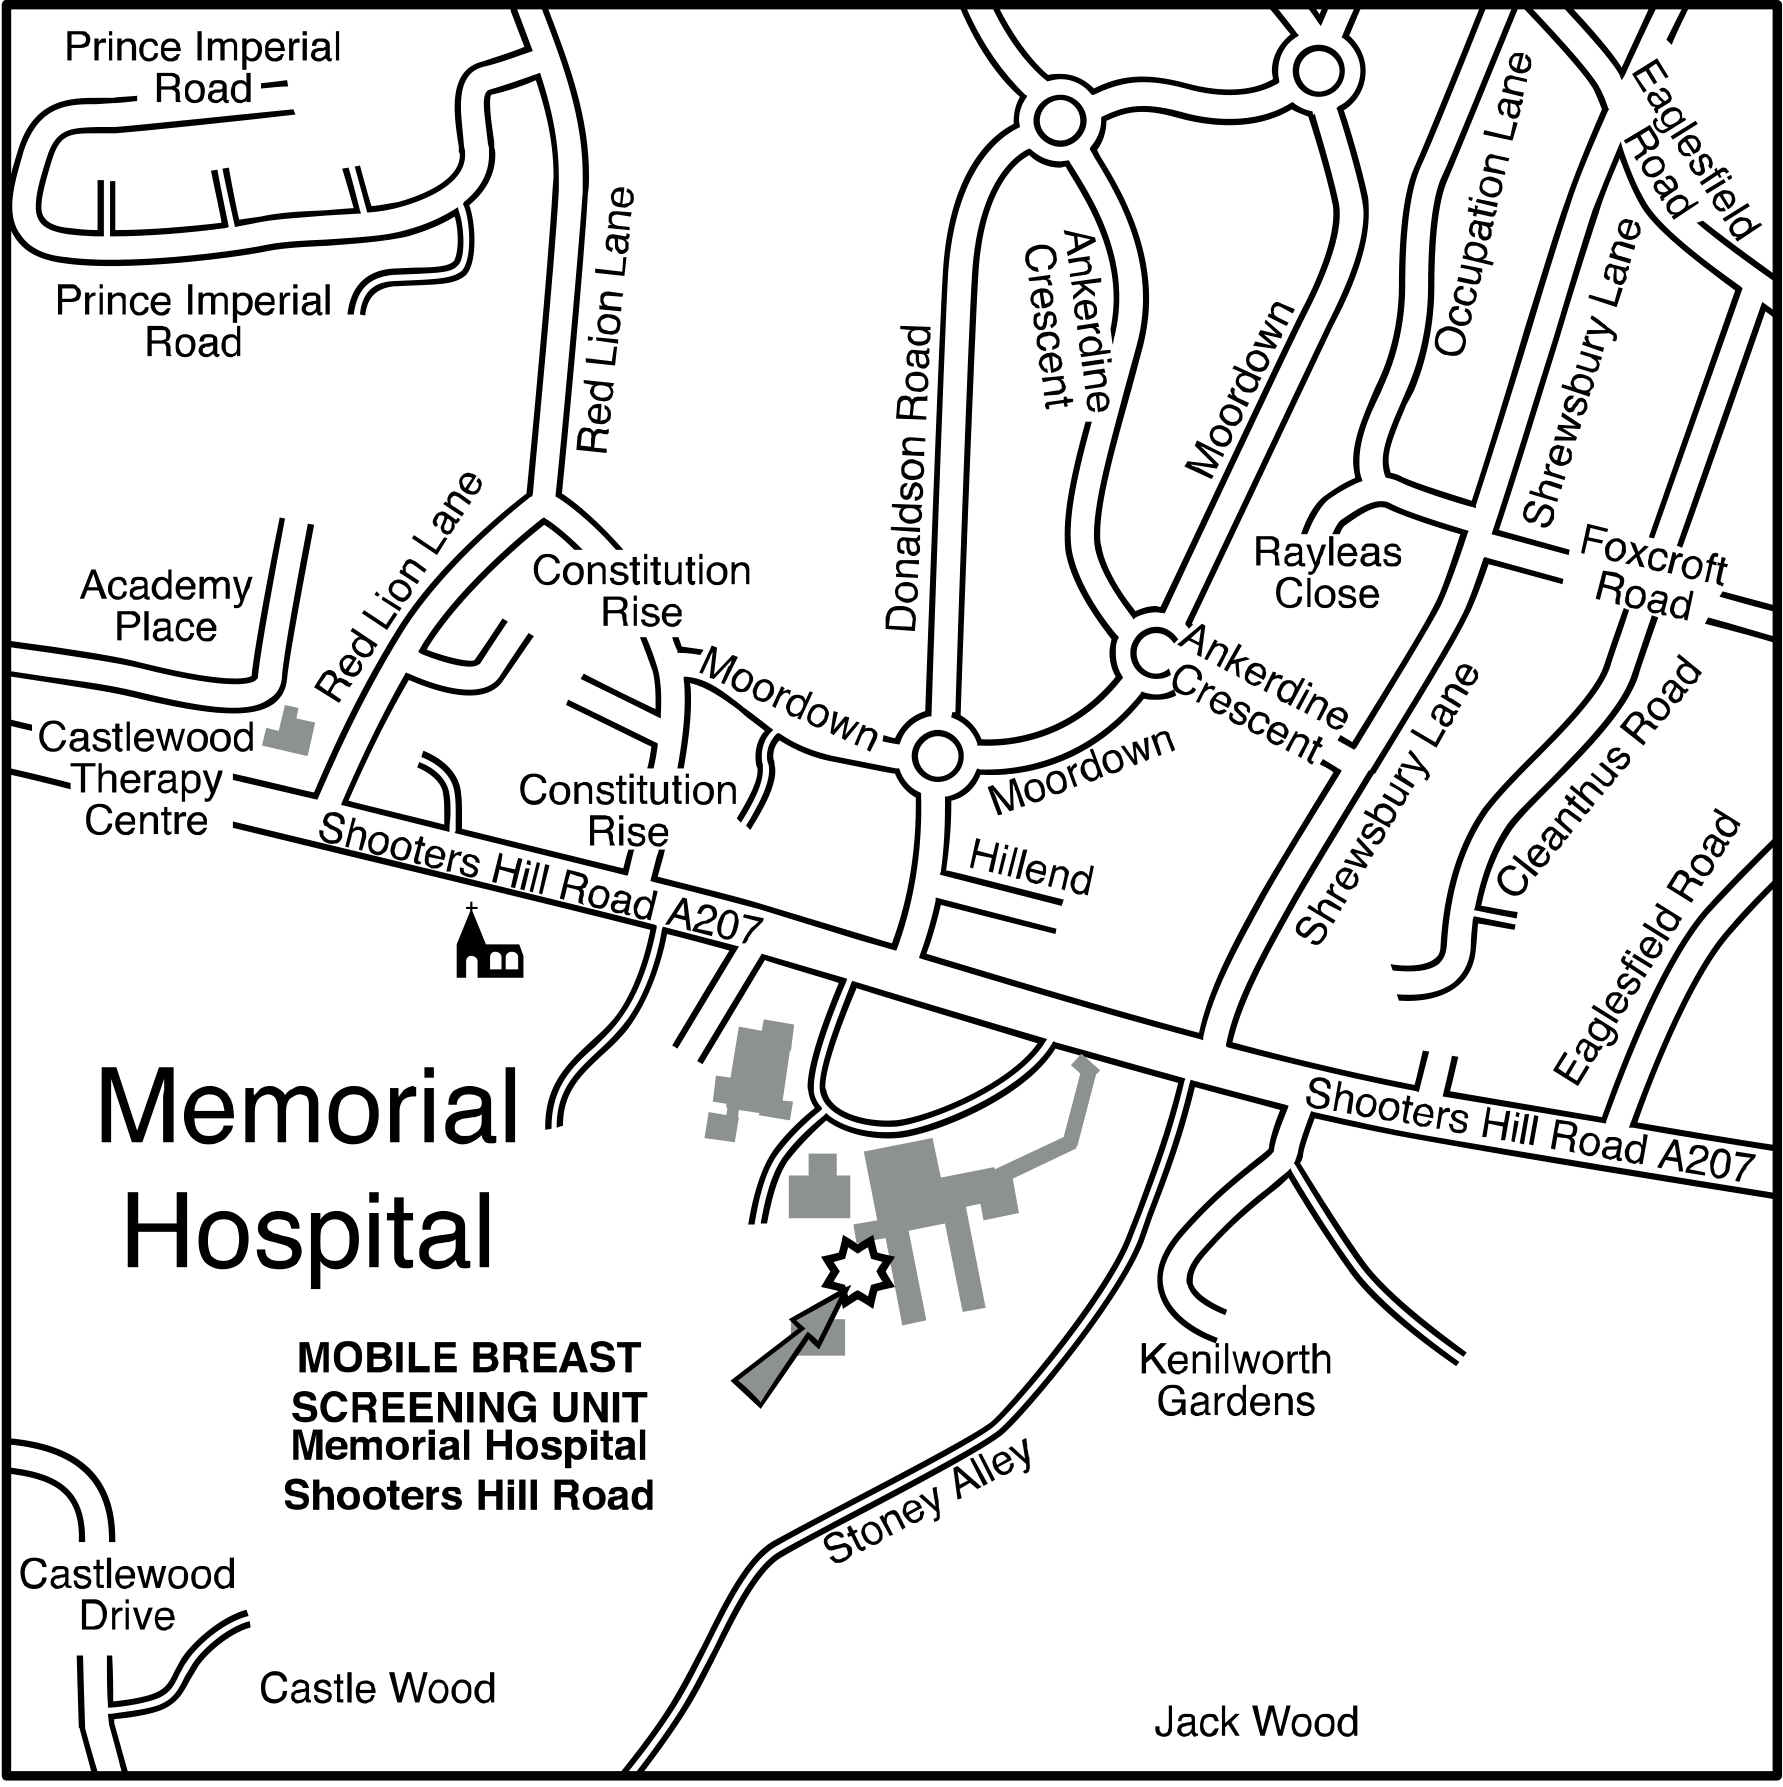 Prince Imperial
Road
Prince Imperial
Road
Red Lion Lane
Red Lion Lane
Academy
Place
Castlewood
Therapy
Centre
Constitution
Rise
Constitution
Rise
Moordown
Donaldson Road
Ankerdine
Crescent
Moordown
Moordown
Ankerdine
Crescent
Hillend
Occupation Lane
Eaglesfield
Road
Shrewsbury Lane
Rayleas
Close
Foxcroft
Road
Shrewsbury Lane
Cleanthus Road
Eaglesfield Road
Shooters Hill Road A207
Shooters Hill Road A207
Memorial
Hospital
MOBILE BREAST
SCREENING UNIT
Memorial Hospital
Shooters Hill Road
Kenilworth
Gardens
Stoney Alley
Castlewood
Drive
Castle Wood
Jack Wood